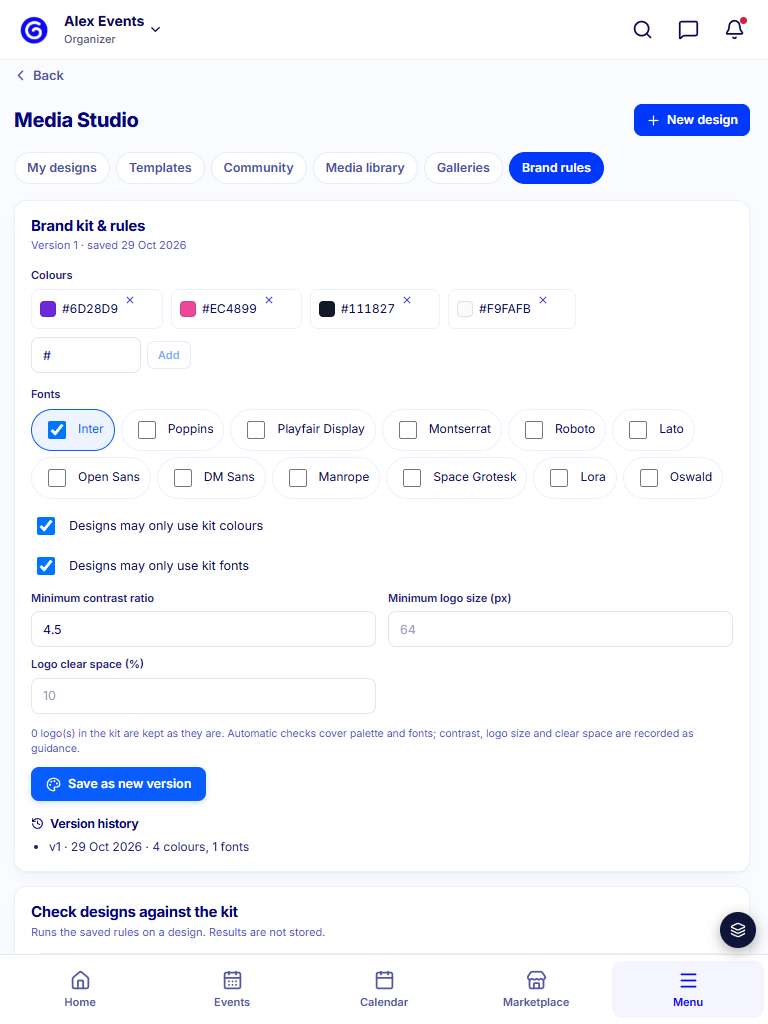 Alex Events
Organizer
Back
Media Studio
New design
My designs
Templates
Community
Media library
Galleries
Brand rules
Brand kit & rules
Version 1 · saved 29 Oct 2026
Colours
#6D28D9
#EC4899
#111827
#F9FAFB
#
Add
Fonts
Inter
Poppins
Playfair Display
Montserrat
Roboto
Lato
Open Sans
DM Sans
Manrope
Space Grotesk
Lora
Oswald
Designs may only use kit colours
Designs may only use kit fonts
Minimum contrast ratio
Minimum logo size (px)
4.5
64
Logo clear space (%)
10
0 logo(s) in the kit are kept as they are. Automatic checks cover palette and fonts; contrast, logo size and clear space are recorded as
guidance.
Save as new version
Version history
• v1 · 29 Oct 2026 · 4 colours, 1 fonts
Check designs against the kit
Runs the saved rules on a design. Results are not stored.
Home
Events
Calendar
Marketplace
Menu